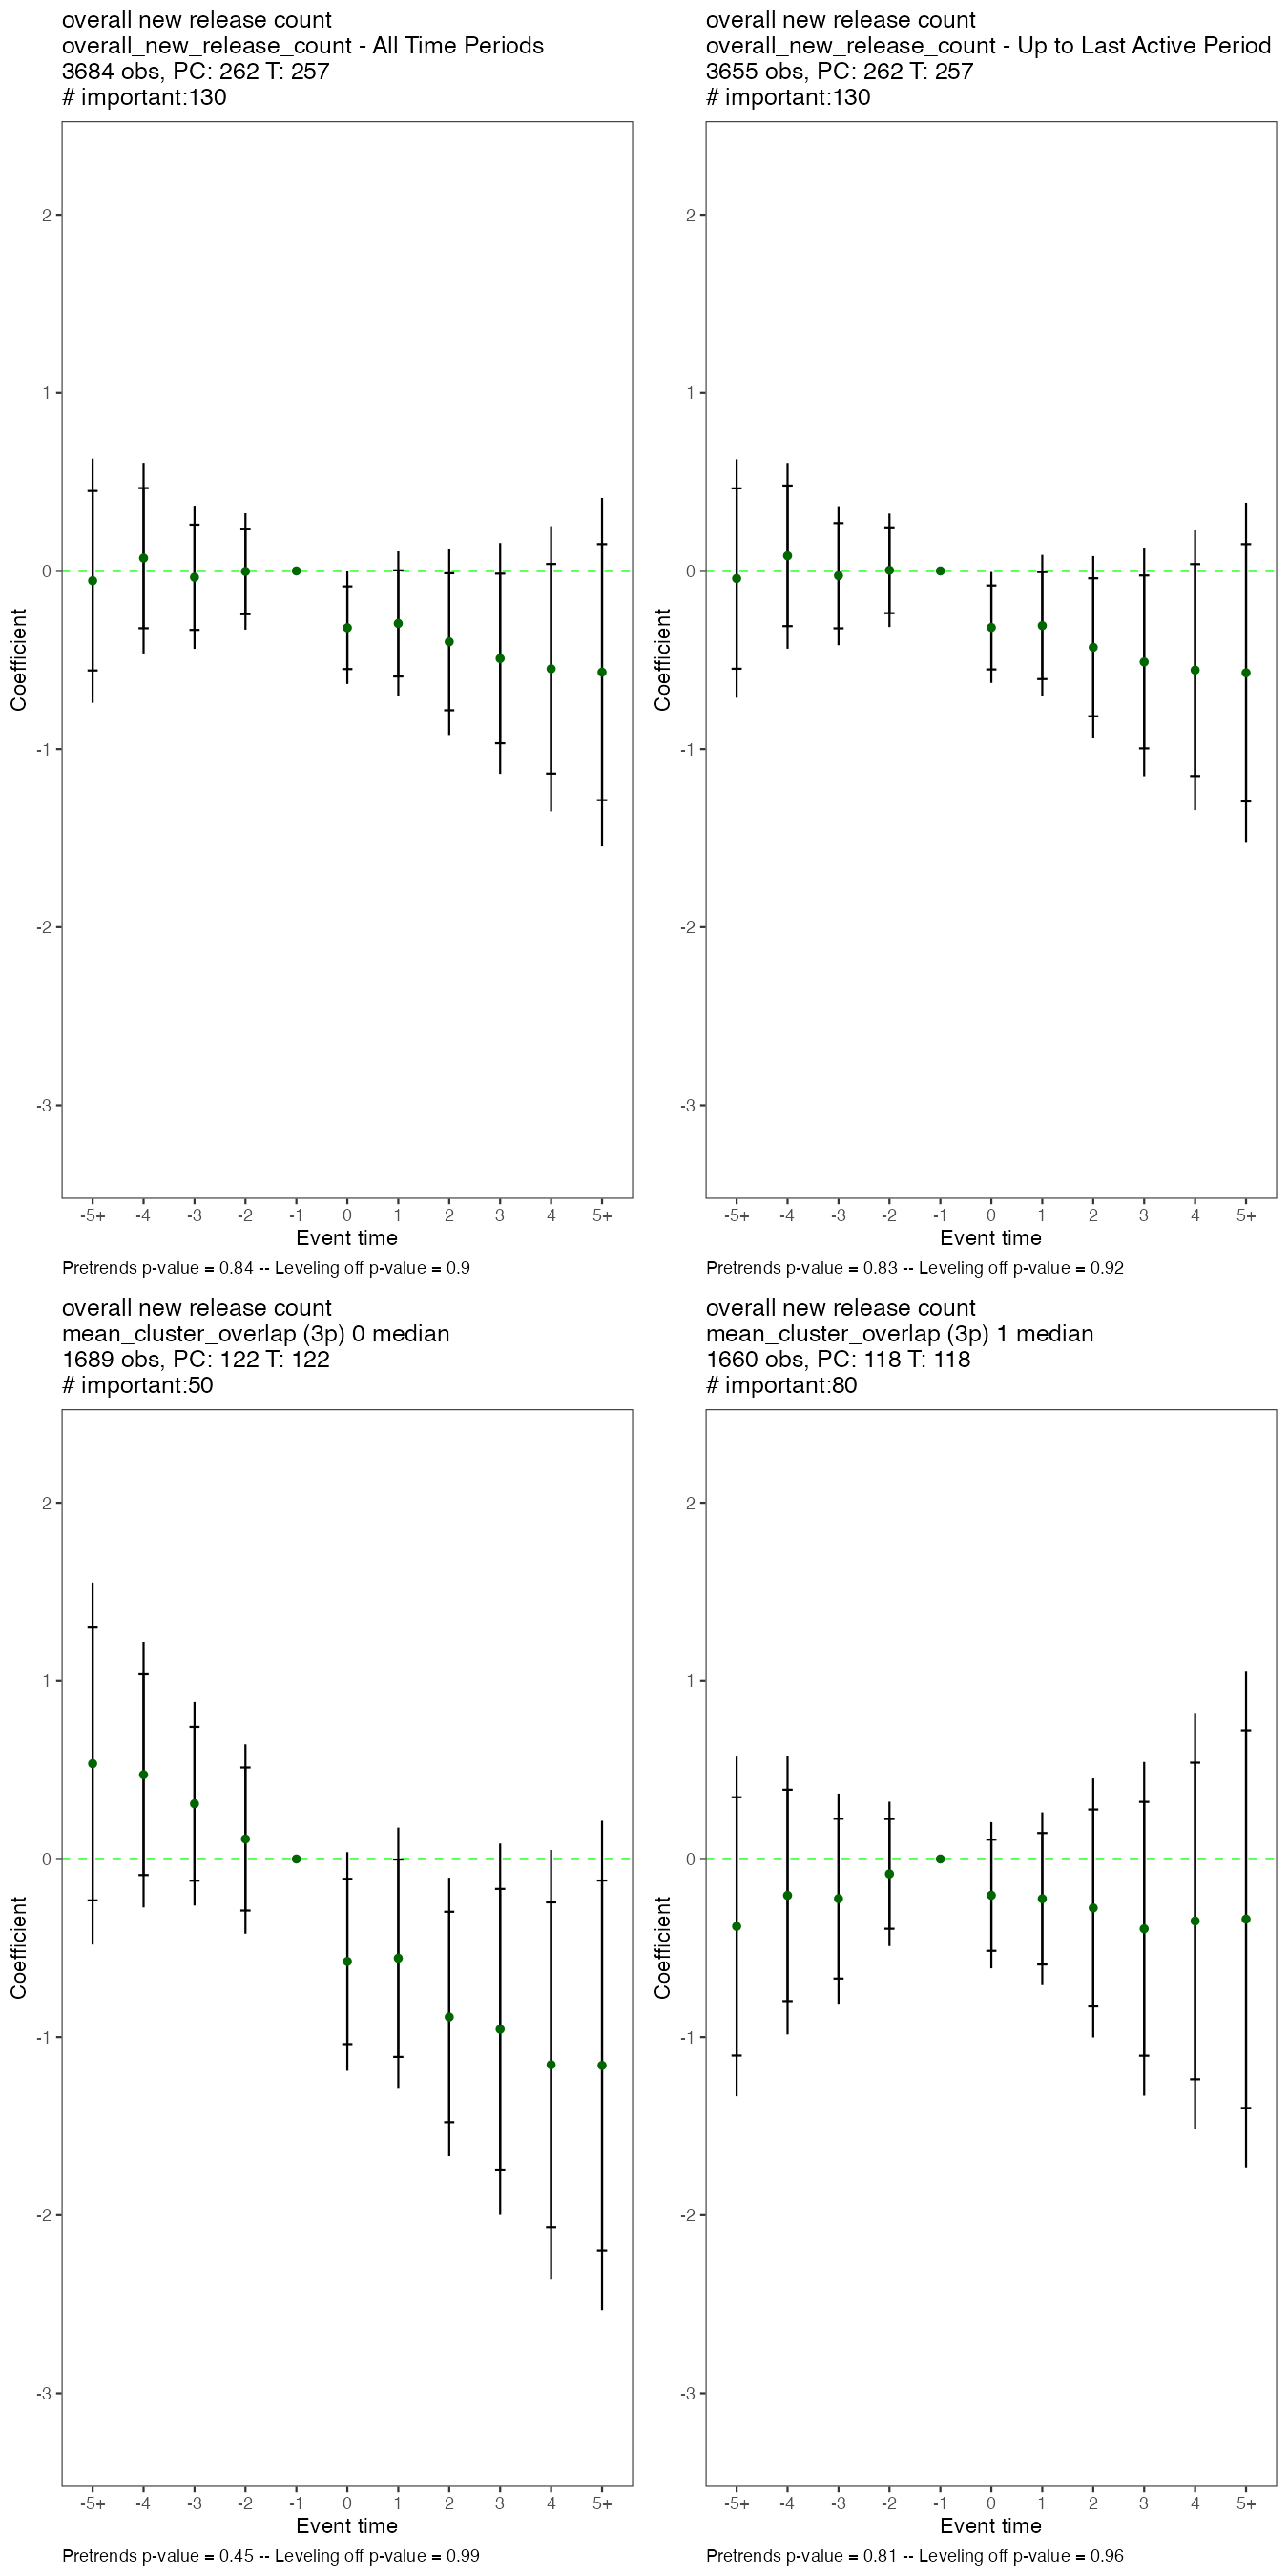 overall new release count
overall_new_release_count - All Time Periods
3684 obs, PC: 262 T: 257
# important:130
2
1
0
-1
-2
-3
Coefficient
-5+ -4 -3 -2 -1 0 1 2 3 4 5+
Event time
Pretrends p-value = 0.84 -- Leveling off p-value = 0.9
overall new release count
overall_new_release_count - Up to Last Active Period
3655 obs, PC: 262 T: 257
# important:130
2
1
0
-1
-2
-3
Coefficient
-5+ -4 -3 -2 -1 0 1 2 3 4 5+
Event time
Pretrends p-value = 0.83 -- Leveling off p-value = 0.92
overall new release count
mean_cluster_overlap (3p) 0 median
1689 obs, PC: 122 T: 122
# important:50
2
1
0
-1
-2
-3
Coefficient
-5+ -4 -3 -2 -1 0 1 2 3 4 5+
Event time
Pretrends p-value = 0.45 -- Leveling off p-value = 0.99
overall new release count
mean_cluster_overlap (3p) 1 median
1660 obs, PC: 118 T: 118
# important:80
2
1
0
-1
-2
-3
Coefficient
-5+ -4 -3 -2 -1 0 1 2 3 4 5+
Event time
Pretrends p-value = 0.81 -- Leveling off p-value = 0.96